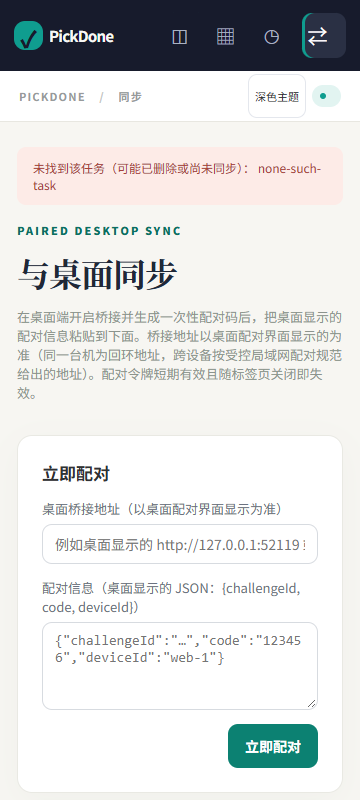 PickDone
PICKDONE / 同步
深色主题
未找到该任务（可能已删除或尚未同步）： none-such-
task
PAIRED DESKTOP SYNC
与桌面同步
在桌面端开启桥接并生成一次性配对码后，把桌面显示的
配对信息粘贴到下面。桥接地址以桌面配对界面显示的为
准（同一台机为回环地址，跨设备按受控局域网配对规范
给出的地址）。配对令牌短期有效且随标签页关闭即失
效。
立即配对
桌面桥接地址（以桌面配对界面显示为准）
例如桌面显示的 http://127.0.0.1:52119
配对信息（桌面显示的 JSON：{challengeId,
code, deviceId}）
{"challengeId":"…","code":"12345
6","deviceId":"web-1"}
立即配对